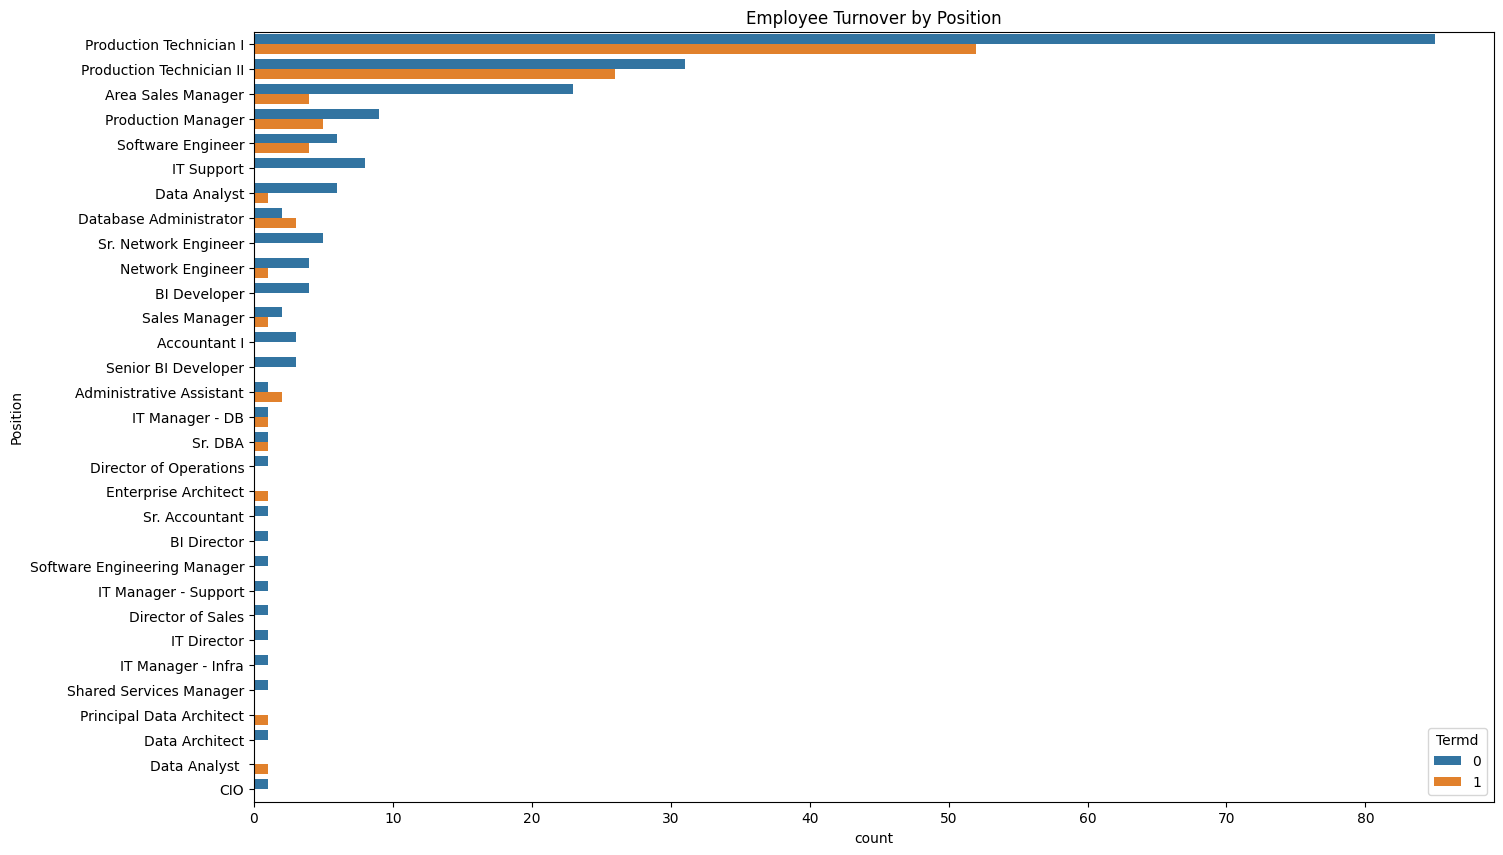 Employee Turnover by Position
Production Technician I
Production Technician II
Area Sales Manager
Production Manager
Software Engineer
IT Support
Data Analyst
Database Administrator
Sr. Network Engineer
Network Engineer
BI Developer
Sales Manager
Accountant I
Senior BI Developer
Administrative Assistant
IT Manager - DB
Sr. DBA
Director of Operations
Enterprise Architect
Sr. Accountant
BI Director
Software Engineering Manager
IT Manager - Support
Director of Sales
IT Director
IT Manager - Infra
Shared Services Manager
Principal Data Architect
Data Architect
Data Analyst
CIO
Position
0 10 20 30 40 50 60 70 80
count
Termd
0
1